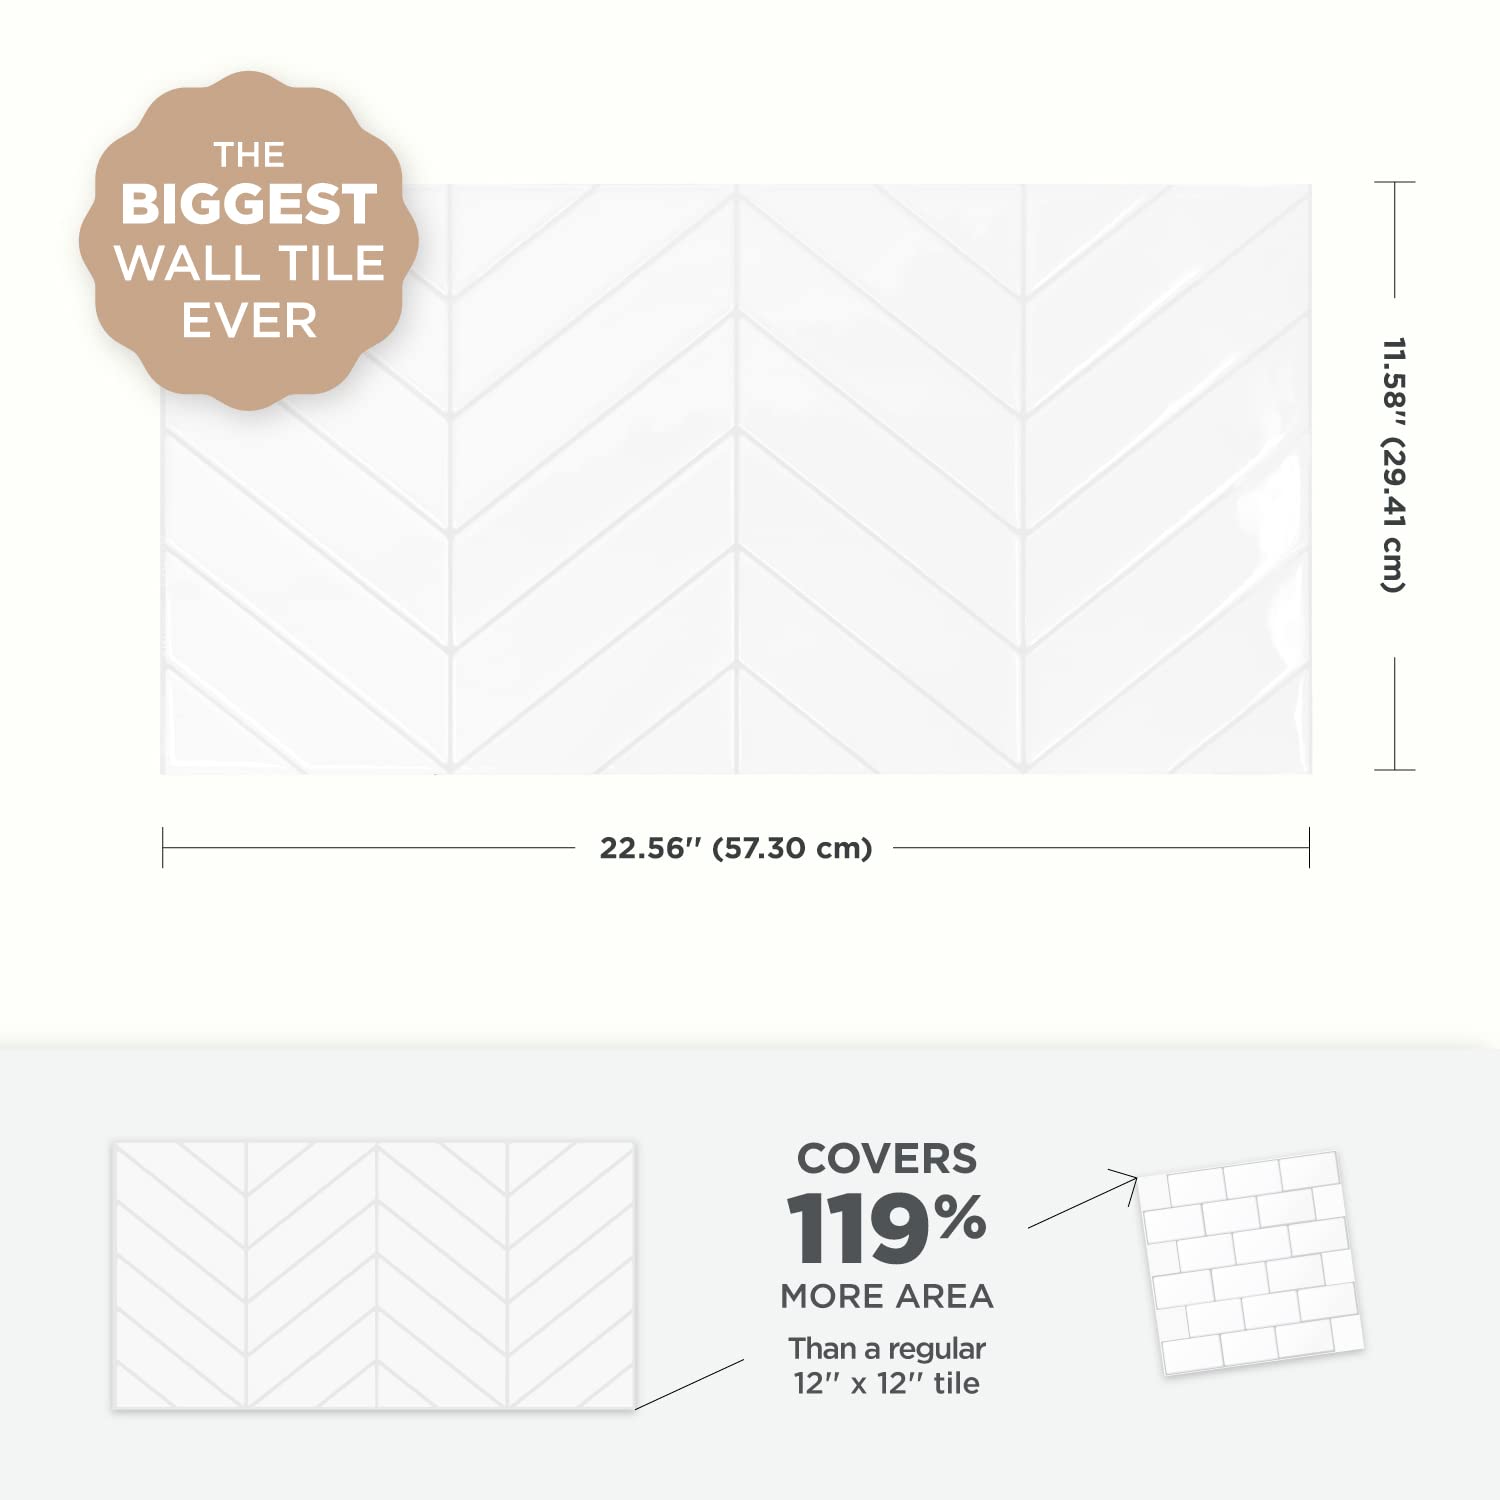 THE
BIGGEST
WALL TILE
EVER
11.58'' (29.41 cm)
22.56'' (57.30 cm)
COVERS
119%
MORE AREA
Than a regular
12'' x 12'' tile